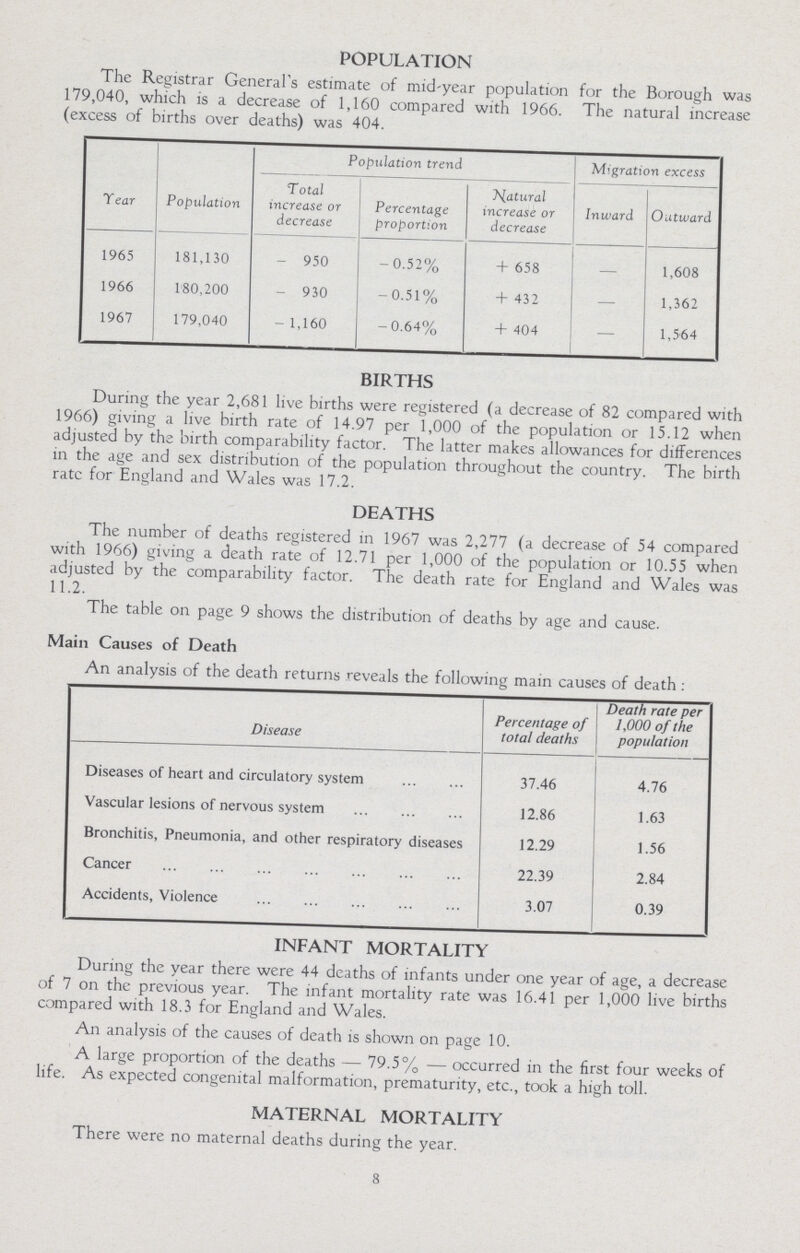 POPULATION
The Registrar General's estimate of mid-year population for the Borough was
179,040, which is a decrease of 1,160 compared with 1966. The natural increase
(excess of births over deaths) was 404.
Year Population Population trend Migration excess
Total increase or decrease Percentage proportion Natural increase or decrease Inward Outward
1965 181,130 – 950 – 0.52% + 658 — 1,608
1966 180,200 – 930 – 0.51% + 432 — 1,362
1967 179,040 – 1,160 – 0.64% + 404 — 1,564
BIRTHS
During the year 2,681 live births were registered (a decrease of 82 compared with
1966) giving a live birth rate of 14.97 per 1,000 of the population or 15.12 when
adjusted by the birth comparability factor. The latter makes allowances for differences
in the age and sex distribution of the population throughout the country. The birth
rate for England and Wales was 17.2.
DEATHS
The number of deaths registered in 1967 was 2,277 (a decrease of 54 compared
with 1966) giving a death rate of 12.71 per 1,000 of the population or 10.55 when
adjusted by the comparability factor. The death rate for England and Wales was
11.2.
The table on page 9 shows the distribution of deaths by age and cause.
Main Causes of Death
An analysis of the death returns reveals the following main causes of death :
Disease Percentage of total deaths Death rate per 1,000 of the population
Diseases of heart and circulatory system ... ... 37.46 4.76
Vascular lesions of nervous system ... ... ... 12.86 1.63
Bronchitis, Pneumonia, and other respiratory diseases 12.29 1.56
Cancer ... ... ... ... ... ... ... 22.39 2.84
Accidents, Violence ... ... ... ... ... 3.07 0.39
INFANT MORTALITY
During the year there were 44 deaths of infants under one year of age, a decrease
of 7 on the previous year. The infant mortality rate was 16.41 per 1,000 live births
compared with 18.3 for England and Wales.
An analysis of the causes of death is shown on page 10.
A large proportion of the deaths — 79.5% — occurred in the first four weeks of
life. As expected congenital malformation, prematurity, etc., took a high toll.
MATERNAL MORTALITY
There were no maternal deaths during the year.
8